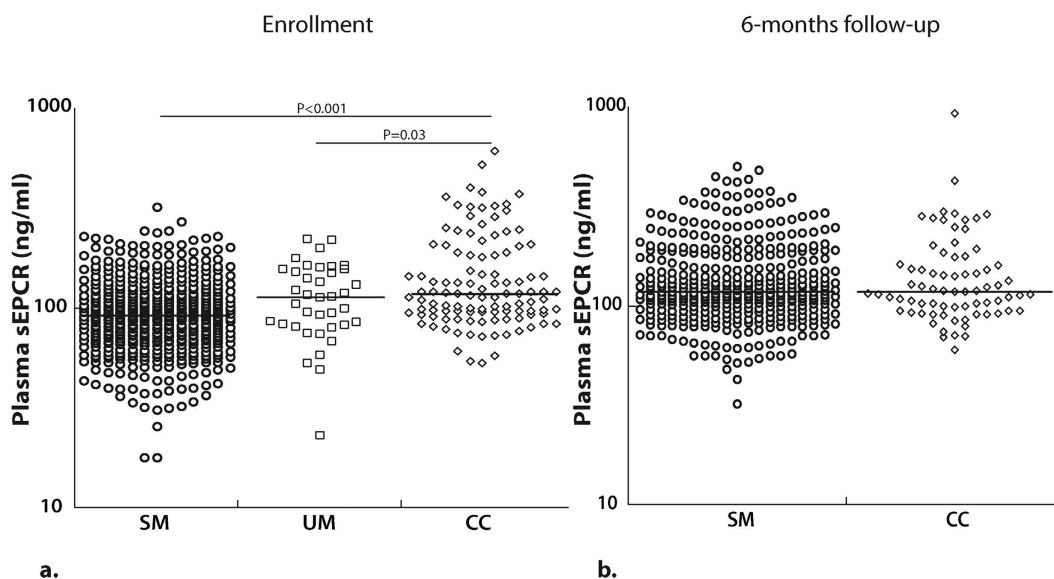 Enrollment
6-months follow-up
1000
P<0.001
P=0.03
100
10
Plasma sEPCR (ng/ml)
SM UM CC
a.
1000
100
10
Plasma sEPCR (ng/ml)
SM CC
b.